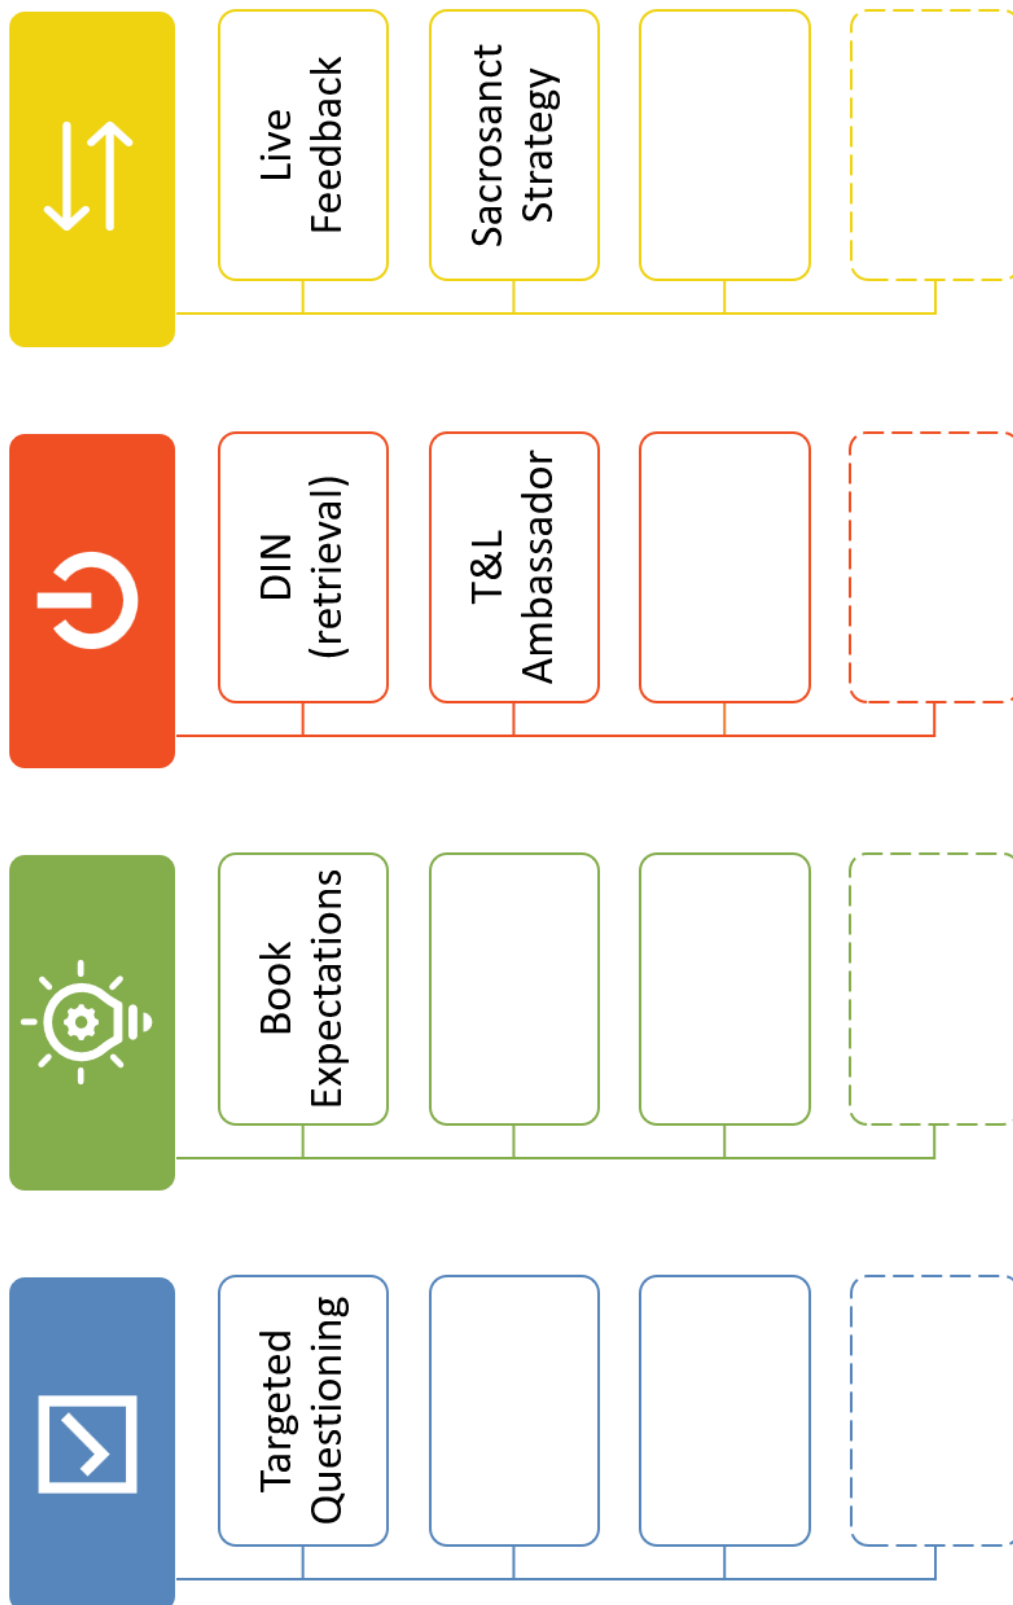 Targeted
Questioning
Book
Expectations
DIN
(retrieval)
T&L
Ambassador
Live
Feedback
Sacrosanct
Strategy